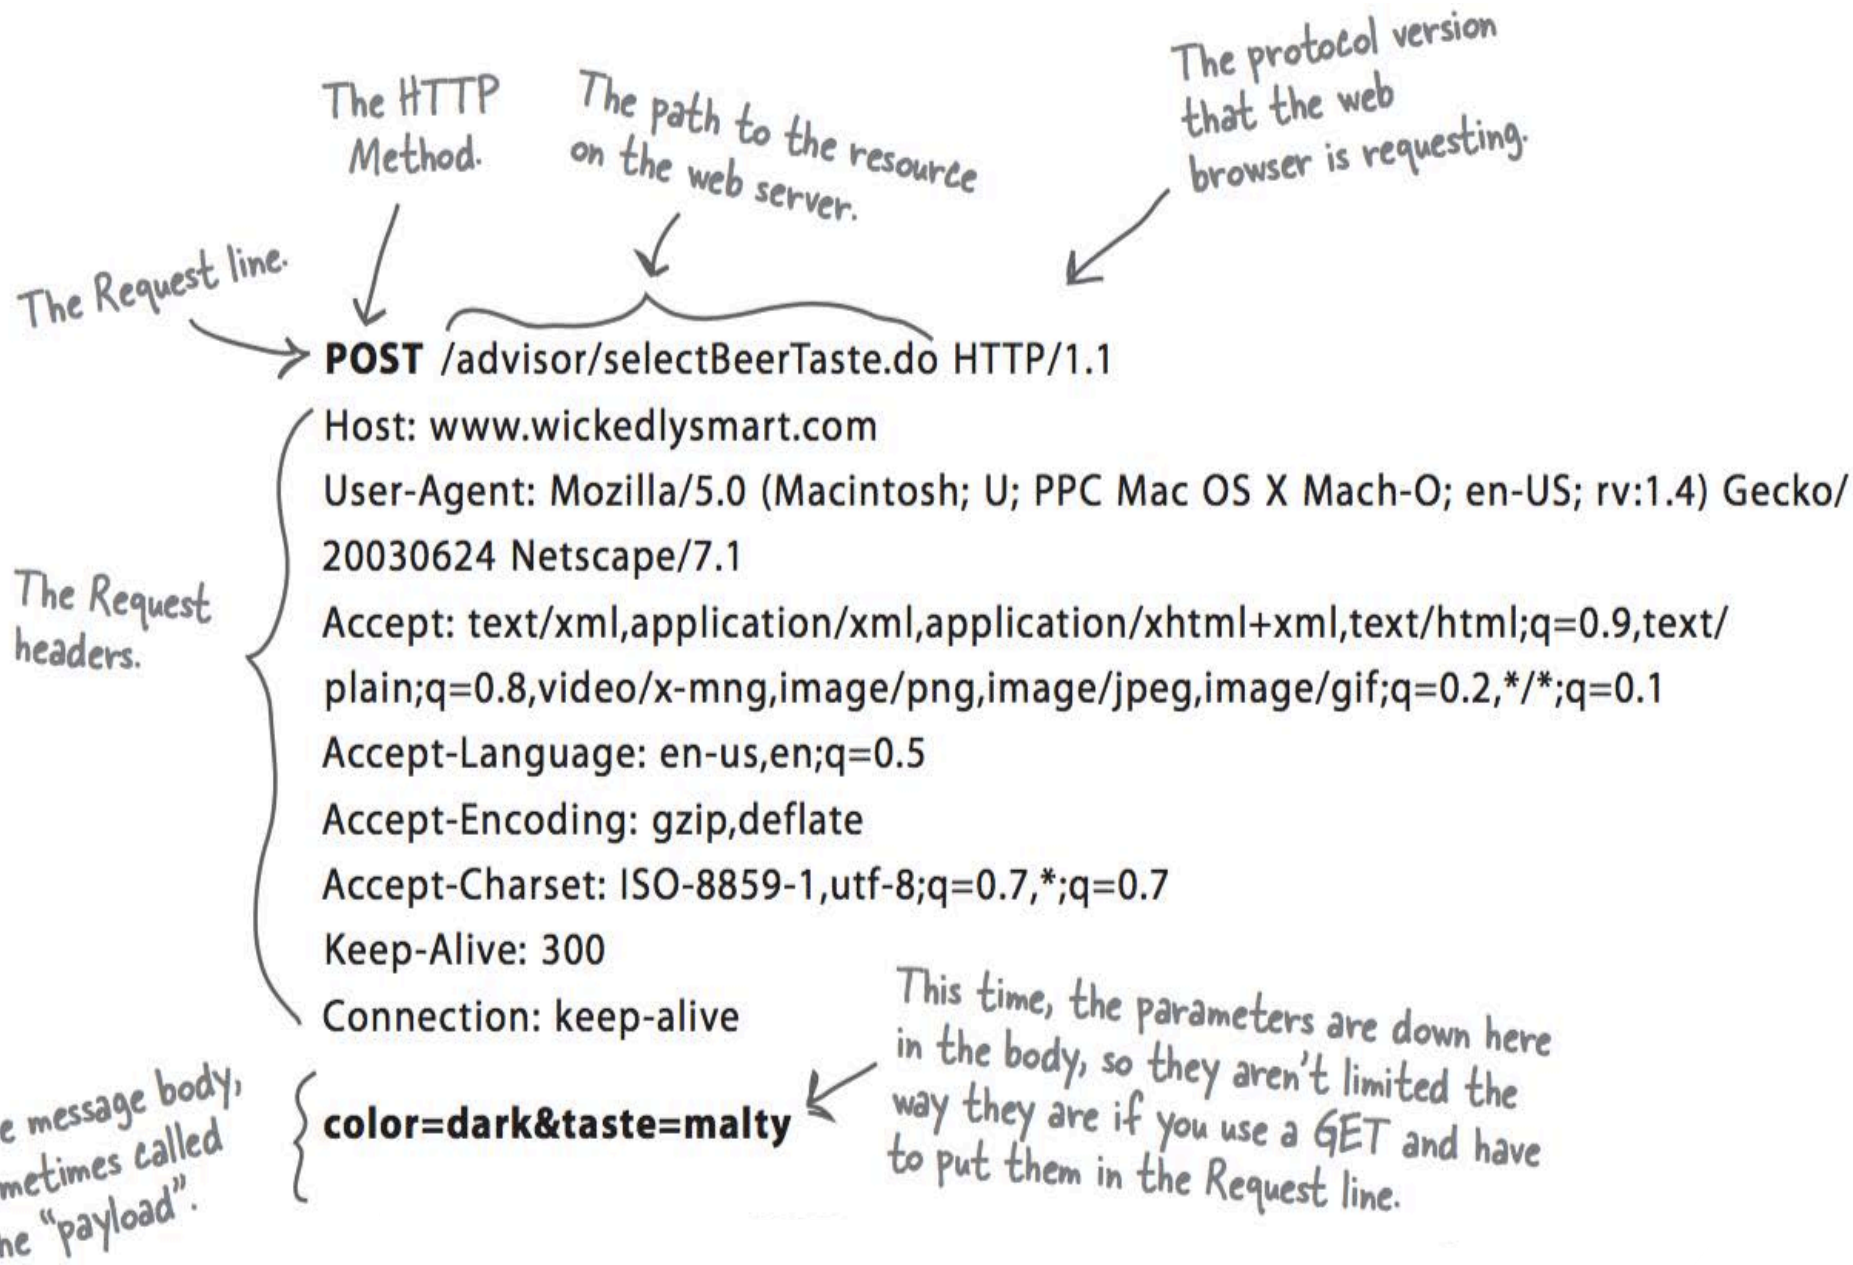 The HTTP
Method.
The path to the resource
on the web server.
The protocol version
that the web
browser is requesting.
The Request line.
POST /advisor/selectBeerTaste.do HTTP/1.1
Host: www.wickedlysmart.com
User-Agent: Mozilla/5.0 (Macintosh; U; PPC Mac OS X Mach-O; en-US; rv:1.4) Gecko/
20030624 Netscape/7.1
Accept: text/xml,application/xml,application/xhtml+xml,text/html;q=0.9,text/
plain;q=0.8,video/x-mng,image/png,image/jpeg,image/gif;q=0.2,*/*;q=0.1
Accept-Language: en-us,en;q=0.5
Accept-Encoding: gzip,deflate
Accept-Charset: ISO-8859-1,utf-8;q=0.7,*;q=0.7
Keep-Alive: 300
Connection: keep-alive
The Request
headers.
color=dark&taste=malty
message body,
called
"payload".
This time, the parameters are down here
in the body, so they aren't limited the
way they are if you use a GET and have
to put them in the Request line.